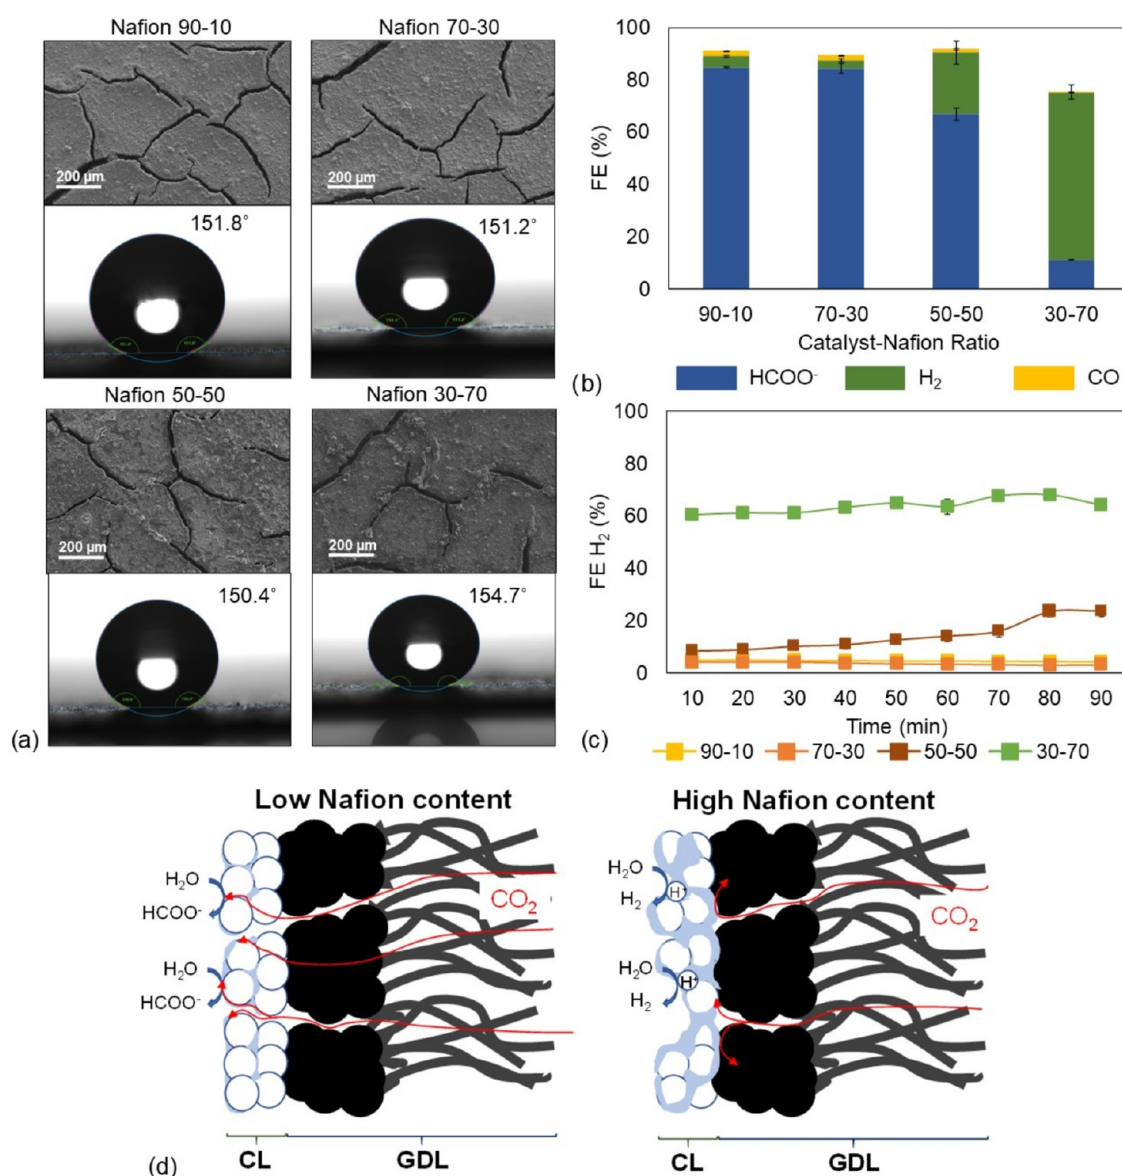 Nafion 90-10
Nafion 70-30
200 µm
200 µm
151.8°
151.2°
Nafion 50-50
Nafion 30-70
200 µm
200 µm
150.4°
154.7°
(a)
100
80
60
40
20
0
FE (%)
90-10
70-30
50-50
30-70
Catalyst-Nafion Ratio
(b)
HCOO⁻
H₂
CO
100
80
60
40
20
0
FE H₂ (%)
10 20 30 40 50 60 70 80 90
Time (min)
(c)
90-10
70-30
50-50
30-70
Low Nafion content
High Nafion content
H₂O
HCOO⁻
H₂O
HCOO⁻
CO₂
H₂O
H⁺
H₂
H₂O
H⁺
H₂
CO₂
(d)
CL
GDL
CL
GDL